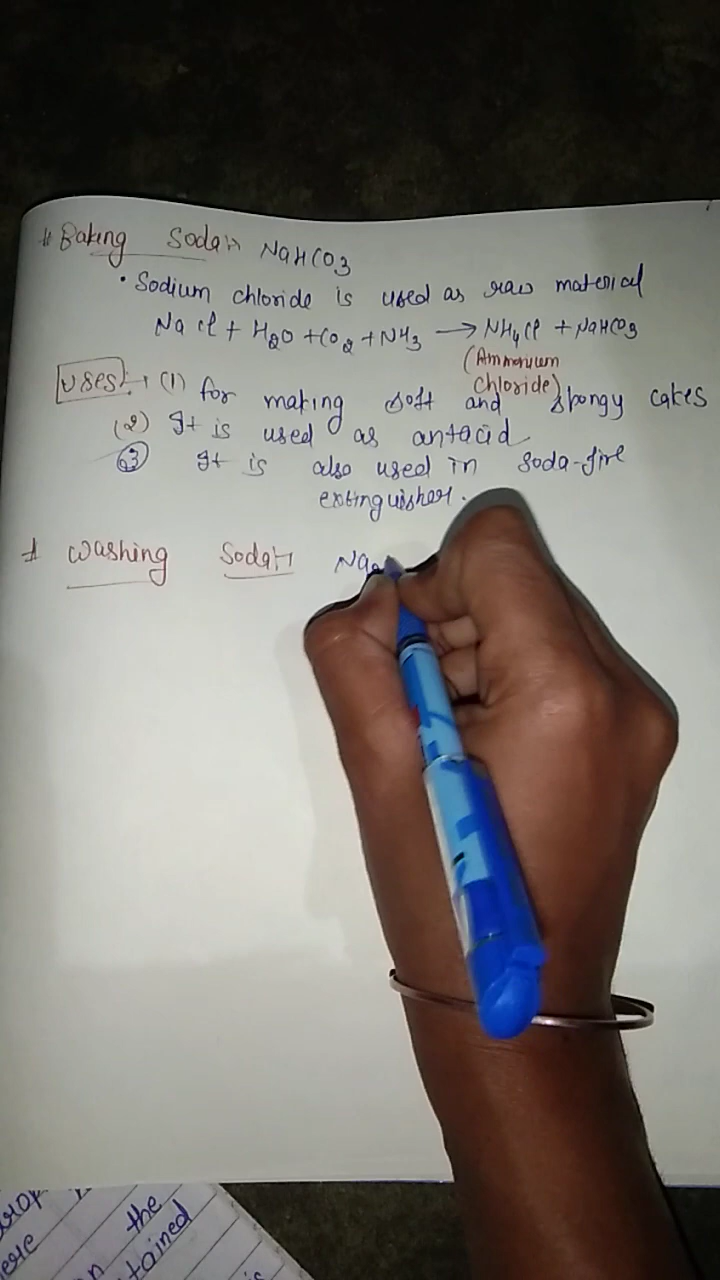 # Baking Soda:- NaHCO3
• Sodium chloride is used as raw material
NaCl + H2O + CO2 + NH3 → NH4Cl + NaHCO3
(Ammonium
Chloride)
Uses:- (1) for making soft and spongy cakes
(2) It is used as antacid
(3) It is also used in soda-fire
extinguisher.
# Washing Soda:- Na2
the
tained